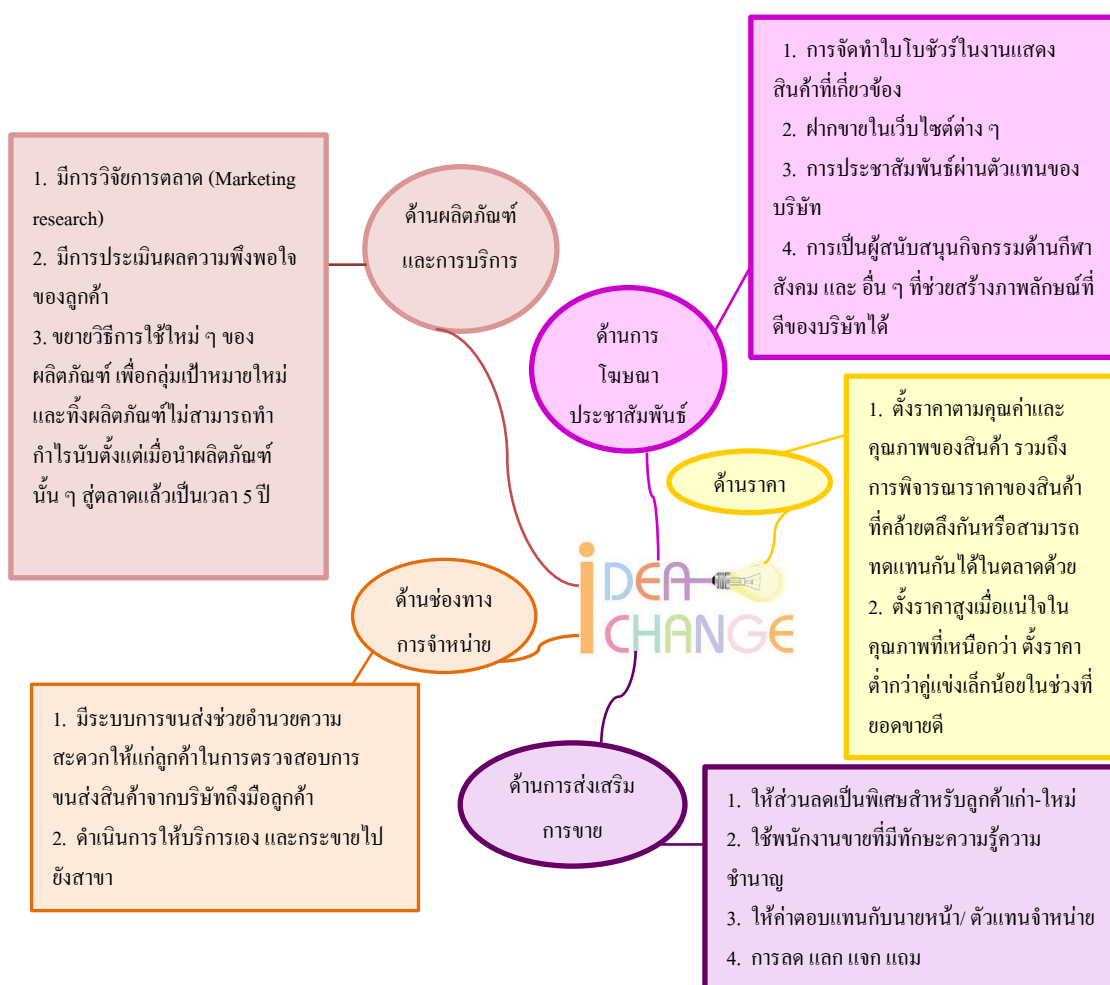 ด้านผลิตภัณฑ์
และการบริการ
1. มีการวิจัยการตลาด (Marketing
research)
2. มีการประเมินผลความพึงพอใจ
ของลูกค้า
3. ขยายวิธีการใช้ใหม่ ๆ ของ
ผลิตภัณฑ์ เพื่อกลุ่มเป้าหมายใหม่
และทิ้งผลิตภัณฑ์ไม่สามารถทำ
กำไรนับตั้งแต่เมื่อนำผลิตภัณฑ์
นั้น ๆ สู่ตลาดแล้วเป็นเวลา 5 ปี
ด้านการ
โฆษณา
ประชาสัมพันธ์
1. การจัดทำใบโบชัวร์ในงานแสดง
สินค้าที่เกี่ยวข้อง
2. ฝากขายในเว็บไซต์ต่าง ๆ
3. การประชาสัมพันธ์ผ่านตัวแทนของ
บริษัท
4. การเป็นผู้สนับสนุนกิจกรรมด้านกีฬา
สังคม และ อื่น ๆ ที่ช่วยสร้างภาพลักษณ์ที่
ดีของบริษัทได้
ด้านราคา
1. ตั้งราคาตามคุณค่าและ
คุณภาพของสินค้า รวมถึง
การพิจารณาราคาของสินค้า
ที่คล้ายตลึงกันหรือสามารถ
ทดแทนกันได้ในตลาดด้วย
2. ตั้งราคาสูงเมื่อแน่ใจใน
คุณภาพที่เหนือกว่า ตั้งราคา
ต่ำกว่าคู่แข่งเล็กน้อยในช่วงที่
ยอดขายดี
iDEA
CHANGE
ด้านช่องทาง
การจำหน่าย
1. มีระบบการขนส่งช่วยอำนวยความ
สะดวกให้แก่ลูกค้าในการตรวจสอบการ
ขนส่งสินค้าจากบริษัทถึงมือลูกค้า
2. ดำเนินการให้บริการเอง และกระขายไป
ยังสาขา
ด้านการส่งเสริม
การขาย
1. ให้ส่วนลดเป็นพิเศษสำหรับลูกค้าเก่า-ใหม่
2. ใช้พนักงานขายที่มีทักษะความรู้ความ
ชำนาญ
3. ให้ค่าตอบแทนกับนายหน้า/ ตัวแทนจำหน่าย
4. การลด แลก แจก แถม